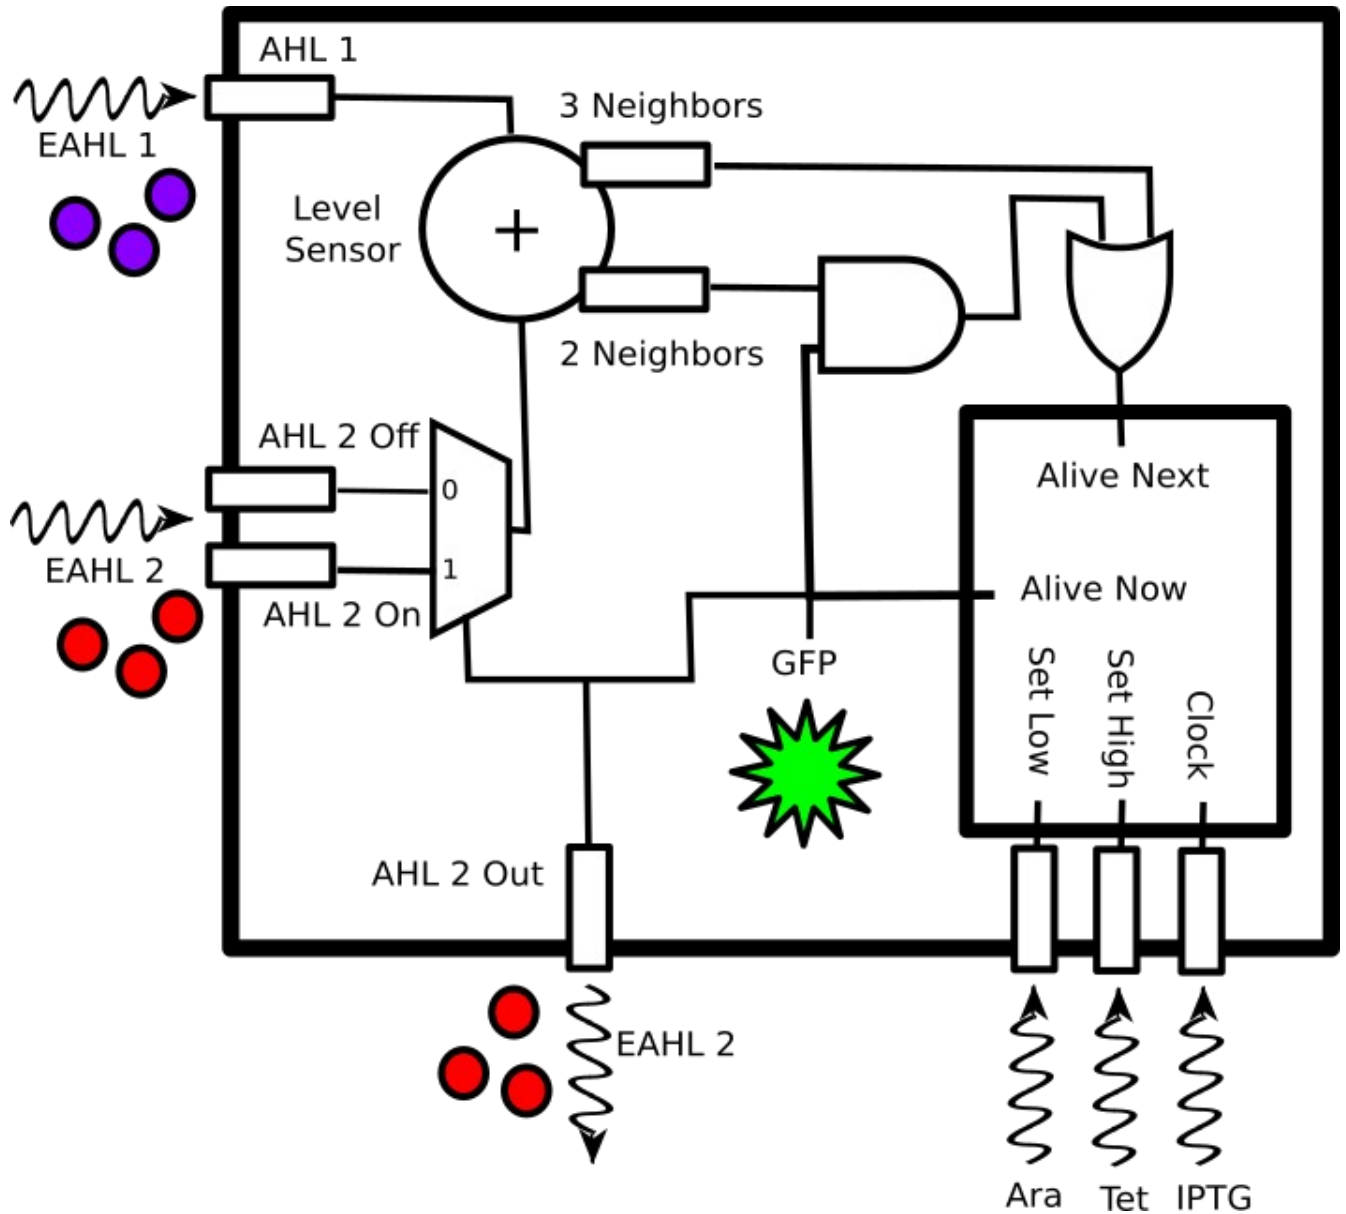 AHL 1
EAHL 1
3 Neighbors
Level
Sensor
+
2 Neighbors
AHL 2 Off
0
EAHL 2
1
AHL 2 On
Alive Next
Alive Now
GFP
Set Low
Set High
Clock
AHL 2 Out
EAHL 2
Ara
Tet
IPTG